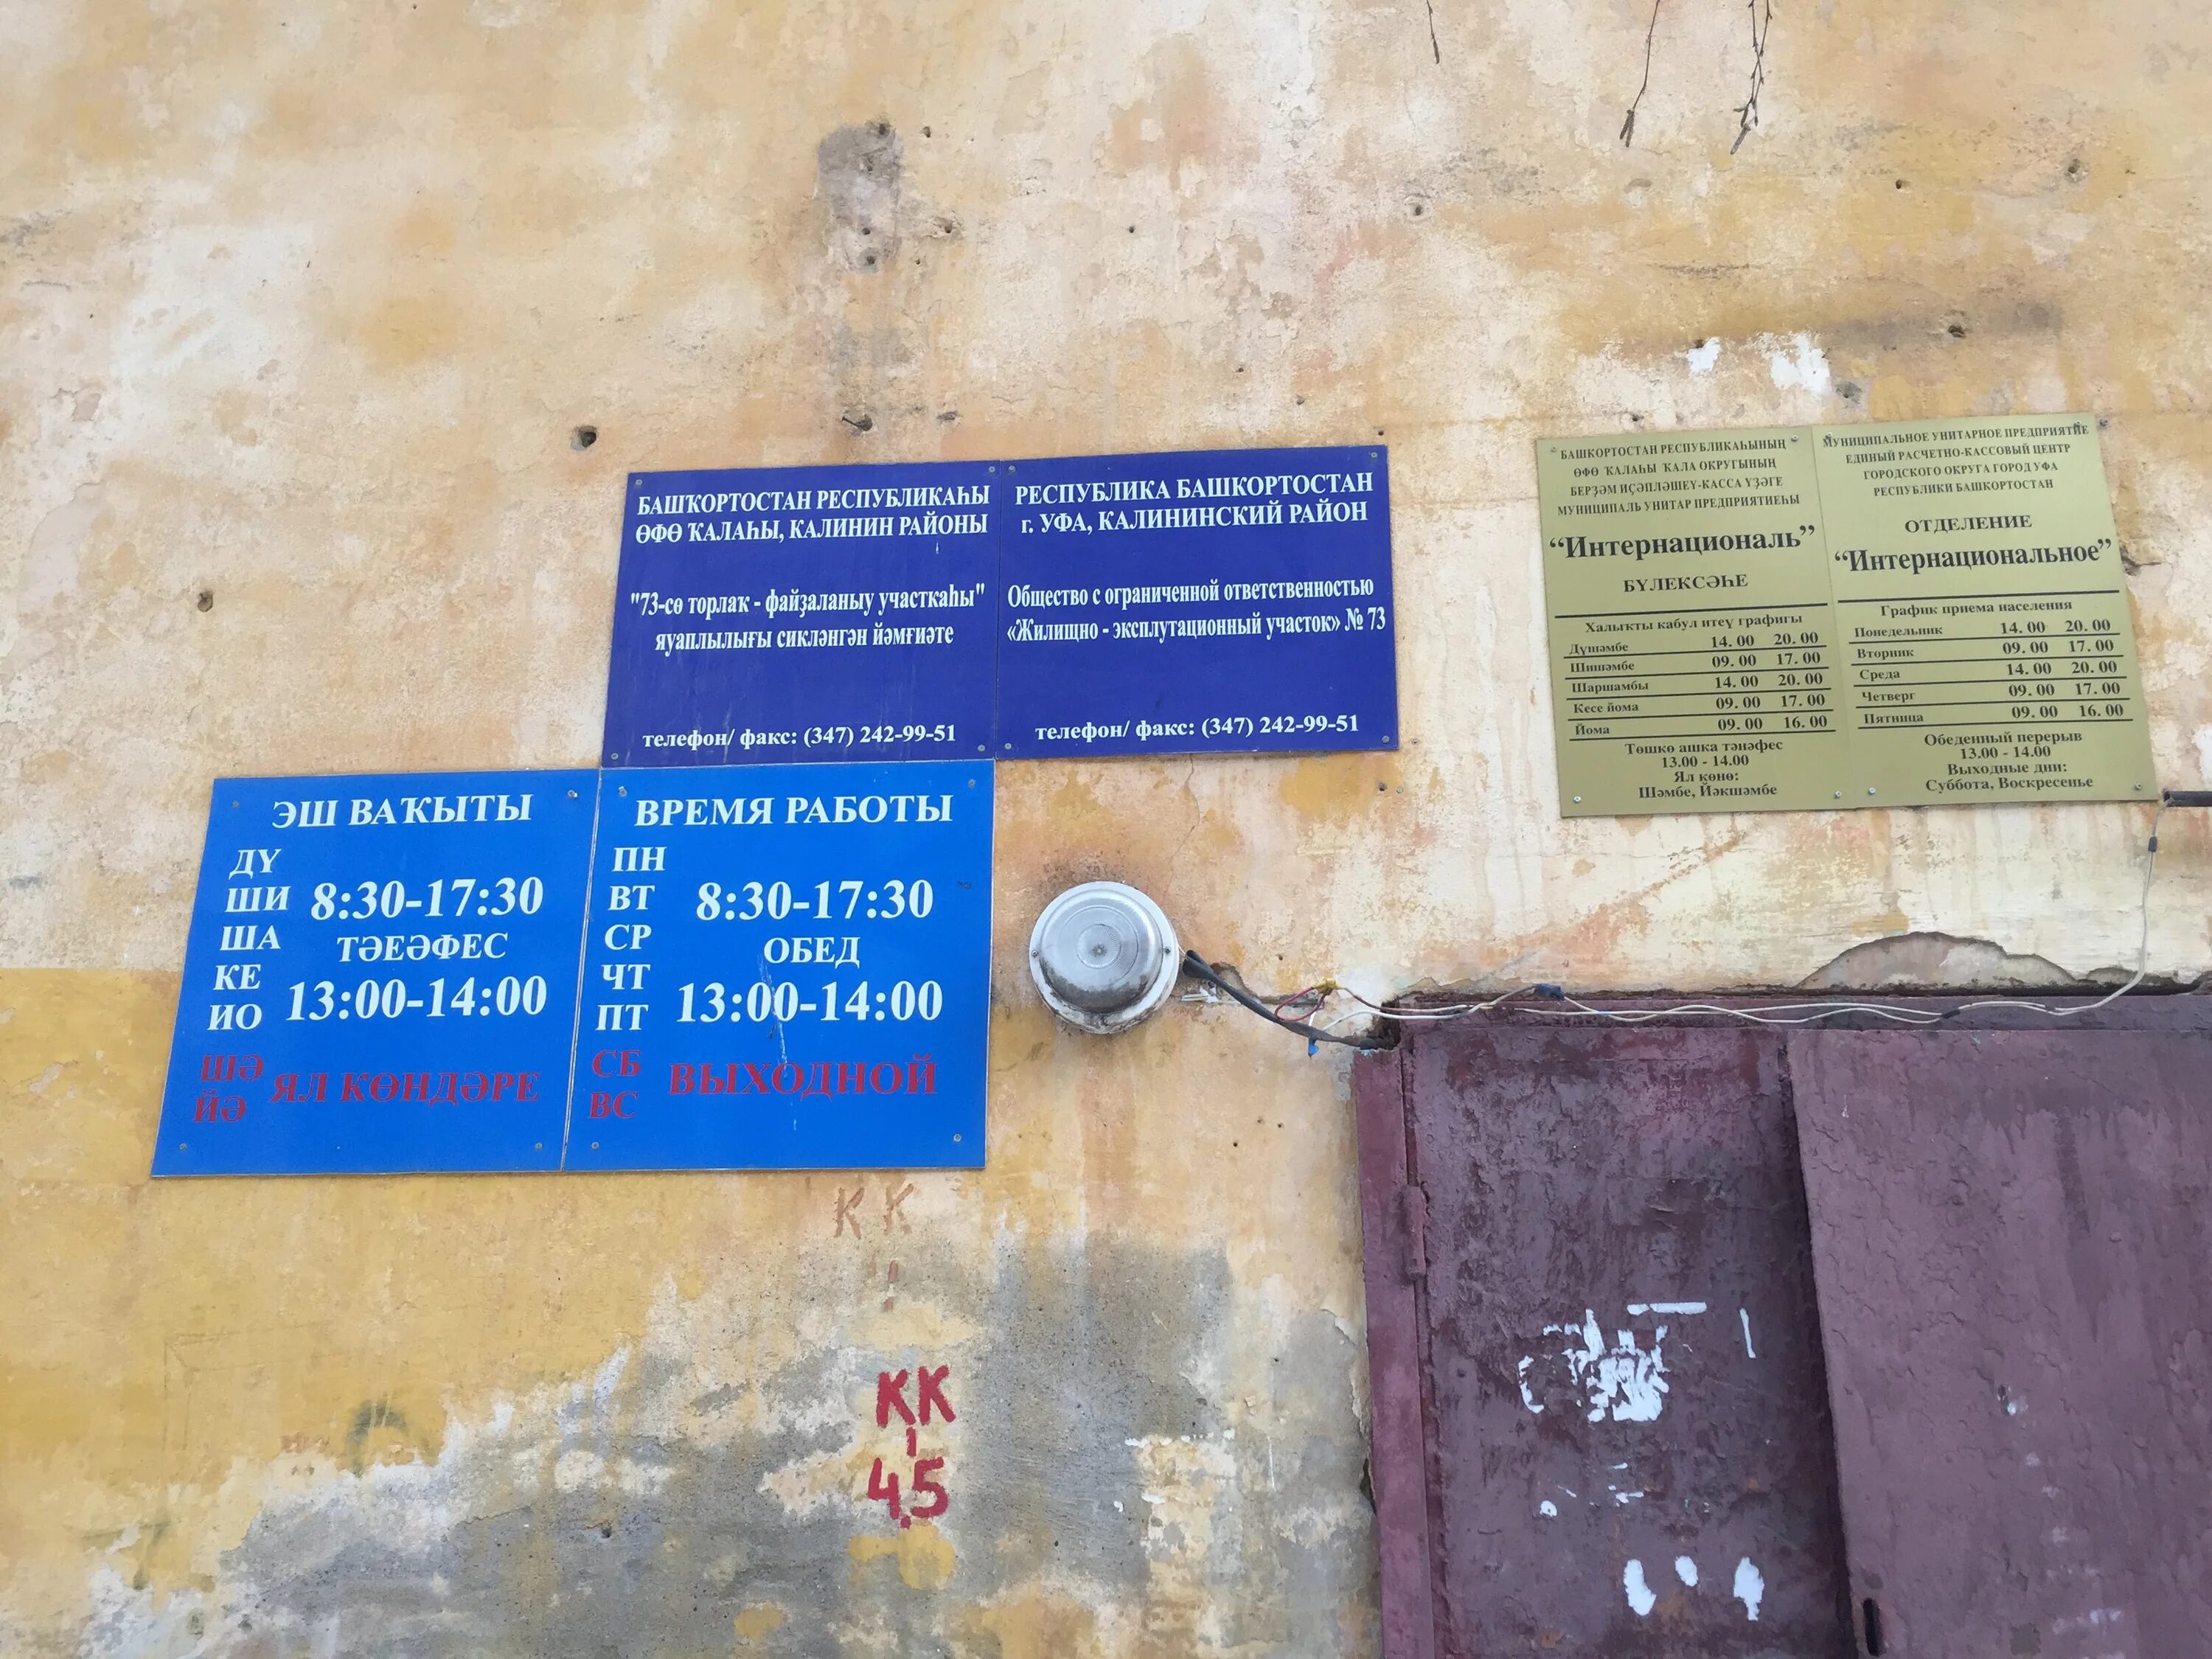 БАШҠОРТОСТАН РЕСПУБЛИКАҺЫ
ӨФӨ ҠАЛАҺЫ, КАЛИНИН РАЙОНЫ
"73-сө торлаҡ - файҙаланыу участкаһы"
яуаплылығы сикләнгән йәмғиәте
телефон/ факс: (347) 242-99-51
РЕСПУБЛИКА БАШКОРТОСТАН
г. УФА, КАЛИНИНСКИЙ РАЙОН
Общество с ограниченной ответственностью
«Жилищно - эксплутационный участок» № 73
телефон/ факс: (347) 242-99-51
БАШКОРТОСТАН РЕСПУБЛИКАҺЫНЫҢ
ӨФӨ ҠАЛАҺЫ ҠАЛА ОКРУГЫНЫҢ
БЕРҘӘМ ИҪӘПЛӘШЕҮ-КАССА ҮҘӘГЕ
МУНИЦИПАЛЬ УНИТАР ПРЕДПРИЯТИЕҺЫ
“Интернациональ”
БҮЛЕКСӘҺЕ
Халыҡты кабул итеү графигы
Дүшәмбе 14.00 20.00
Шишәмбе 09.00 17.00
Шаршамбы 14.00 20.00
Кесе йома 09.00 17.00
Йома 09.00 16.00
Төшкө ашка тәнәфес
13.00 - 14.00
Ял көнө:
Шәмбе, Йәкшәмбе
МУНИЦИПАЛЬНОЕ УНИТАРНОЕ ПРЕДПРИЯТИЕ
ЕДИНЫЙ РАСЧЕТНО-КАССОВЫЙ ЦЕНТР
ГОРОДСКОГО ОКРУГА ГОРОД УФА
РЕСПУБЛИКИ БАШКОРТОСТАН
ОТДЕЛЕНИЕ
“Интернациональное”
График приема населения
Понедельник 14.00 20.00
Вторник 09.00 17.00
Среда 14.00 20.00
Четверг 09.00 17.00
Пятница 09.00 16.00
Обеденный перерыв
13.00 - 14.00
Выходные дни:
Суббота, Воскресенье
ЭШ ВАҠЫТЫ
ДҮ
ШИ 8:30-17:30
ША ТӘЕӘФЕС
КЕ 13:00-14:00
ИО
ШӘ ЯЛ КӨНДӘРЕ
ЙӘ
ВРЕМЯ РАБОТЫ
ПН
ВТ 8:30-17:30
СР ОБЕД
ЧТ 13:00-14:00
ПТ
СБ ВЫХОДНОЙ
ВС
КК
КК
4,5